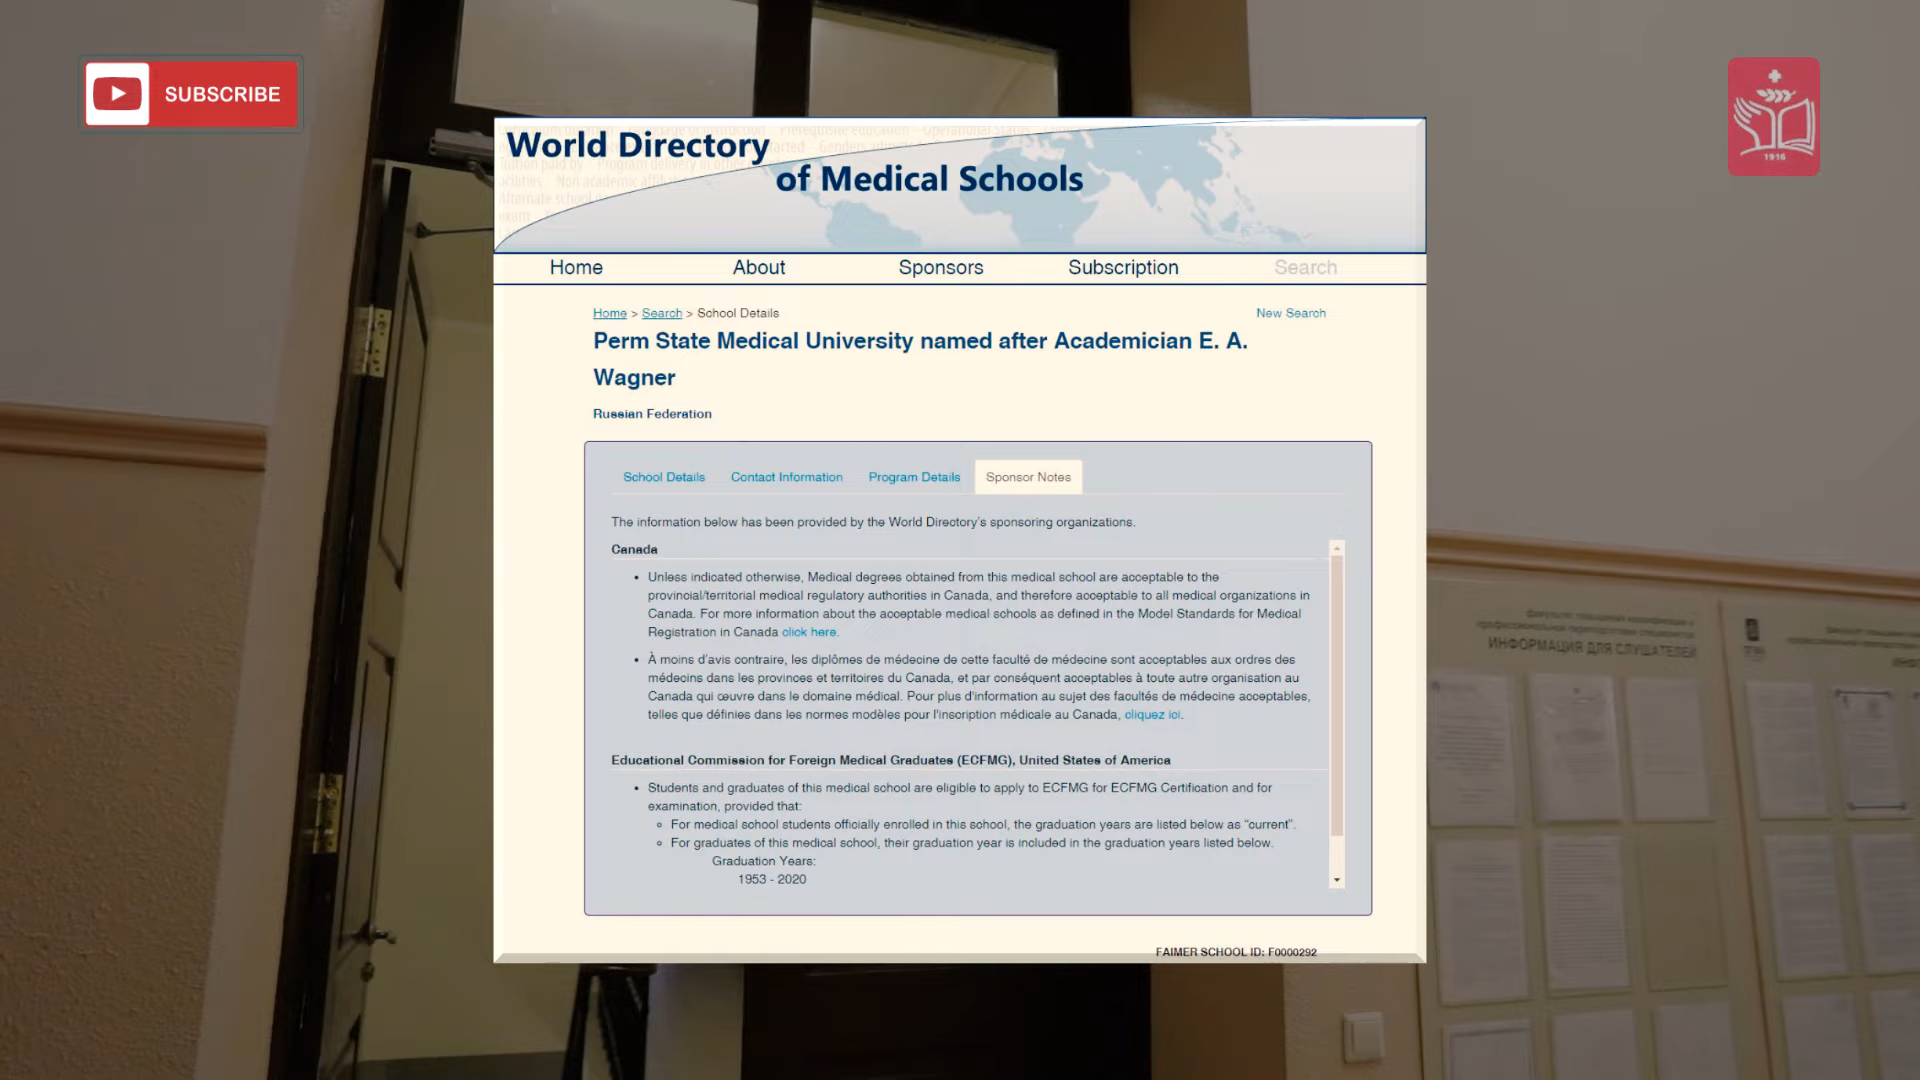 SUBSCRIBE
World Directory
of Medical Schools
1916
Home About Sponsors Subscription Search
Home > Search > School Details New Search
Perm State Medical University named after Academician E. A.
Wagner
Russian Federation
School Details Contact Information Program Details Sponsor Notes
The information below has been provided by the World Directory's sponsoring organizations.
Canada
• Unless indicated otherwise, Medical degrees obtained from this medical school are acceptable to the
provincial/territorial medical regulatory authorities in Canada, and therefore acceptable to all medical organizations in
Canada. For more information about the acceptable medical schools as defined in the Model Standards for Medical
Registration in Canada click here.
• À moins d'avis contraire, les diplômes de médecine de cette faculté de médecine sont acceptables aux ordres des
médecins dans les provinces et territoires du Canada, et par conséquent acceptables à toute autre organisation au
Canada qui œuvre dans le domaine médical. Pour plus d'information au sujet des facultés de médecine acceptables,
telles que définies dans les normes modèles pour l'inscription médicale au Canada, cliquez ici.
Educational Commission for Foreign Medical Graduates (ECFMG), United States of America
• Students and graduates of this medical school are eligible to apply to ECFMG for ECFMG Certification and for
examination, provided that:
◦ For medical school students officially enrolled in this school, the graduation years are listed below as “current”.
◦ For graduates of this medical school, their graduation year is included in the graduation years listed below.
Graduation Years:
1953 - 2020
FAIMER SCHOOL ID: F0000292
ИНФОРМАЦИЯ ДЛЯ СЛУШАТЕЛЕЙ